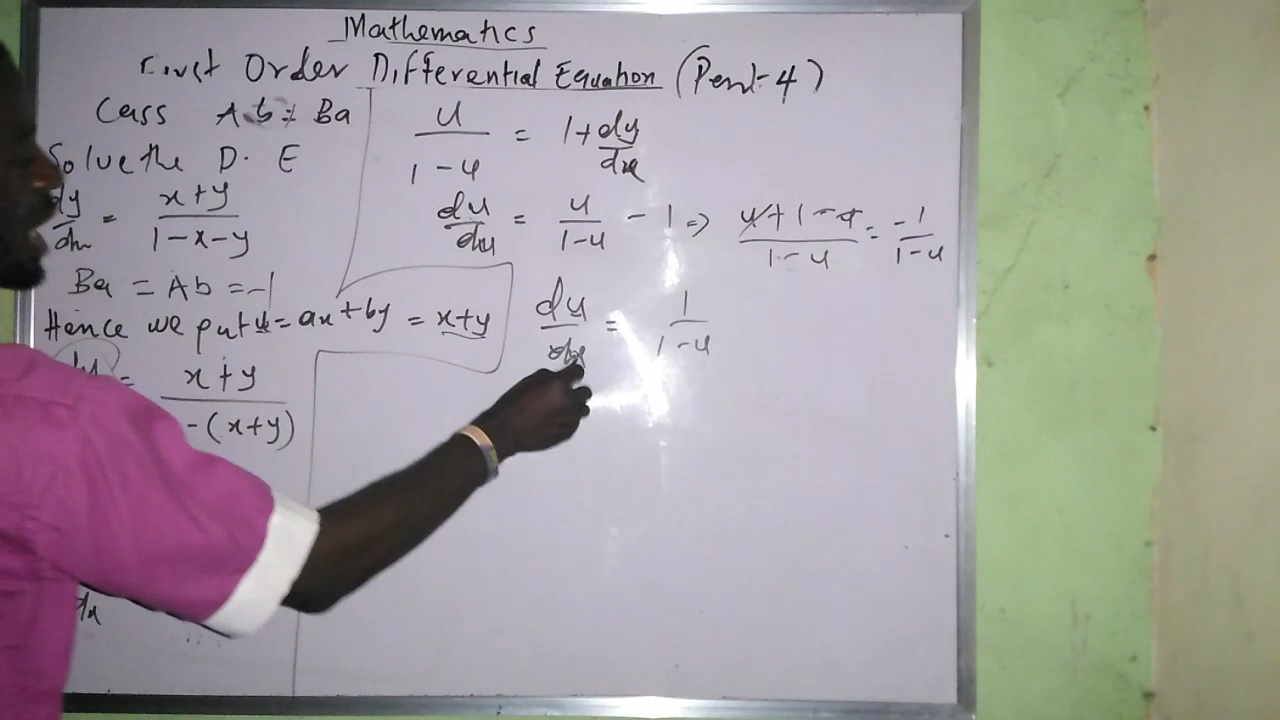 Mathematics
First Order Differential Equation (Part-4)
Case Ab = Ba
Solve the D. E
dy/dx = x+y / 1-x-y
Ba = Ab = -1
Hence we put u = ax+by = x+y
= x+y / -(x+y)
dx
u / 1-u = 1+dy/dx
du/dx = u / 1-u - 1 => u+1-u / 1-u = -1 / 1-u
du/dx = 1 / 1-u